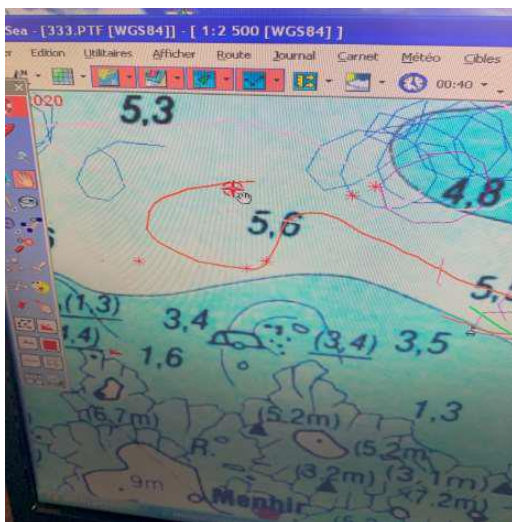 Sea - [333.PTF [WGS84]] - [ 1:2 500 [WGS84] ]
Edition Utilitaires Afficher Route Journal Carnet Météo Cibles
00:40
020
5,3
4,8
5,6
5,
(1,3)
3,4
(3,4)
3,5
1,6
(6,7m)
(5.2m)
1,3
R.
(5.2m
(3,2m)
(3,1m)
9m
(7.2m)
Menhir